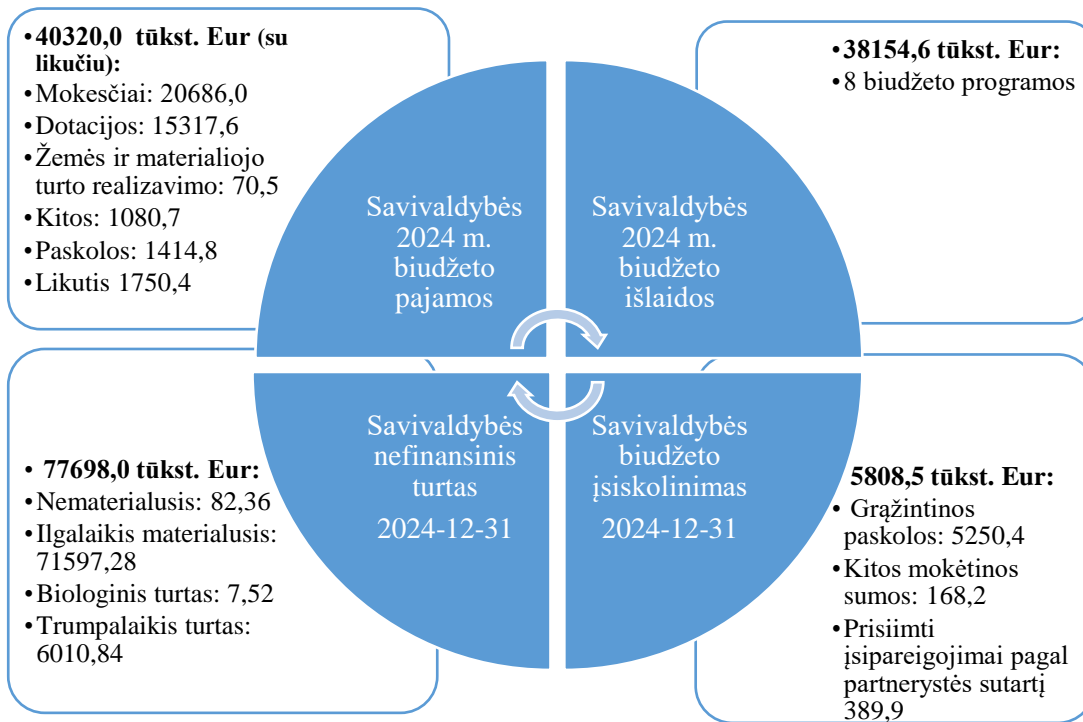 •40320,0 tūkst. Eur (su
likučiu):
•Mokesčiai: 20686,0
•Dotacijos: 15317,6
•Žemės ir materialiojo
turto realizavimo: 70,5
•Kitos: 1080,7
•Paskolos: 1414,8
•Likutis 1750,4
•38154,6 tūkst. Eur:
•8 biudžeto programos
Savivaldybės
2024 m.
biudžeto
pajamos
Savivaldybės
2024 m.
biudžeto
išlaidos
Savivaldybės
nefinansinis
turtas
2024-12-31
Savivaldybės
biudžeto
įsiskolinimas
2024-12-31
• 77698,0 tūkst. Eur:
•Nematerialusis: 82,36
•Ilgalaikis materialusis:
71597,28
•Biologinis turtas: 7,52
•Trumpalaikis turtas:
6010,84
5808,5 tūkst. Eur:
• Grąžintinos
paskolos: 5250,4
•Kitos mokėtinos
sumos: 168,2
•Prisiimti
įsipareigojimai pagal
partnerystės sutartį
389,9